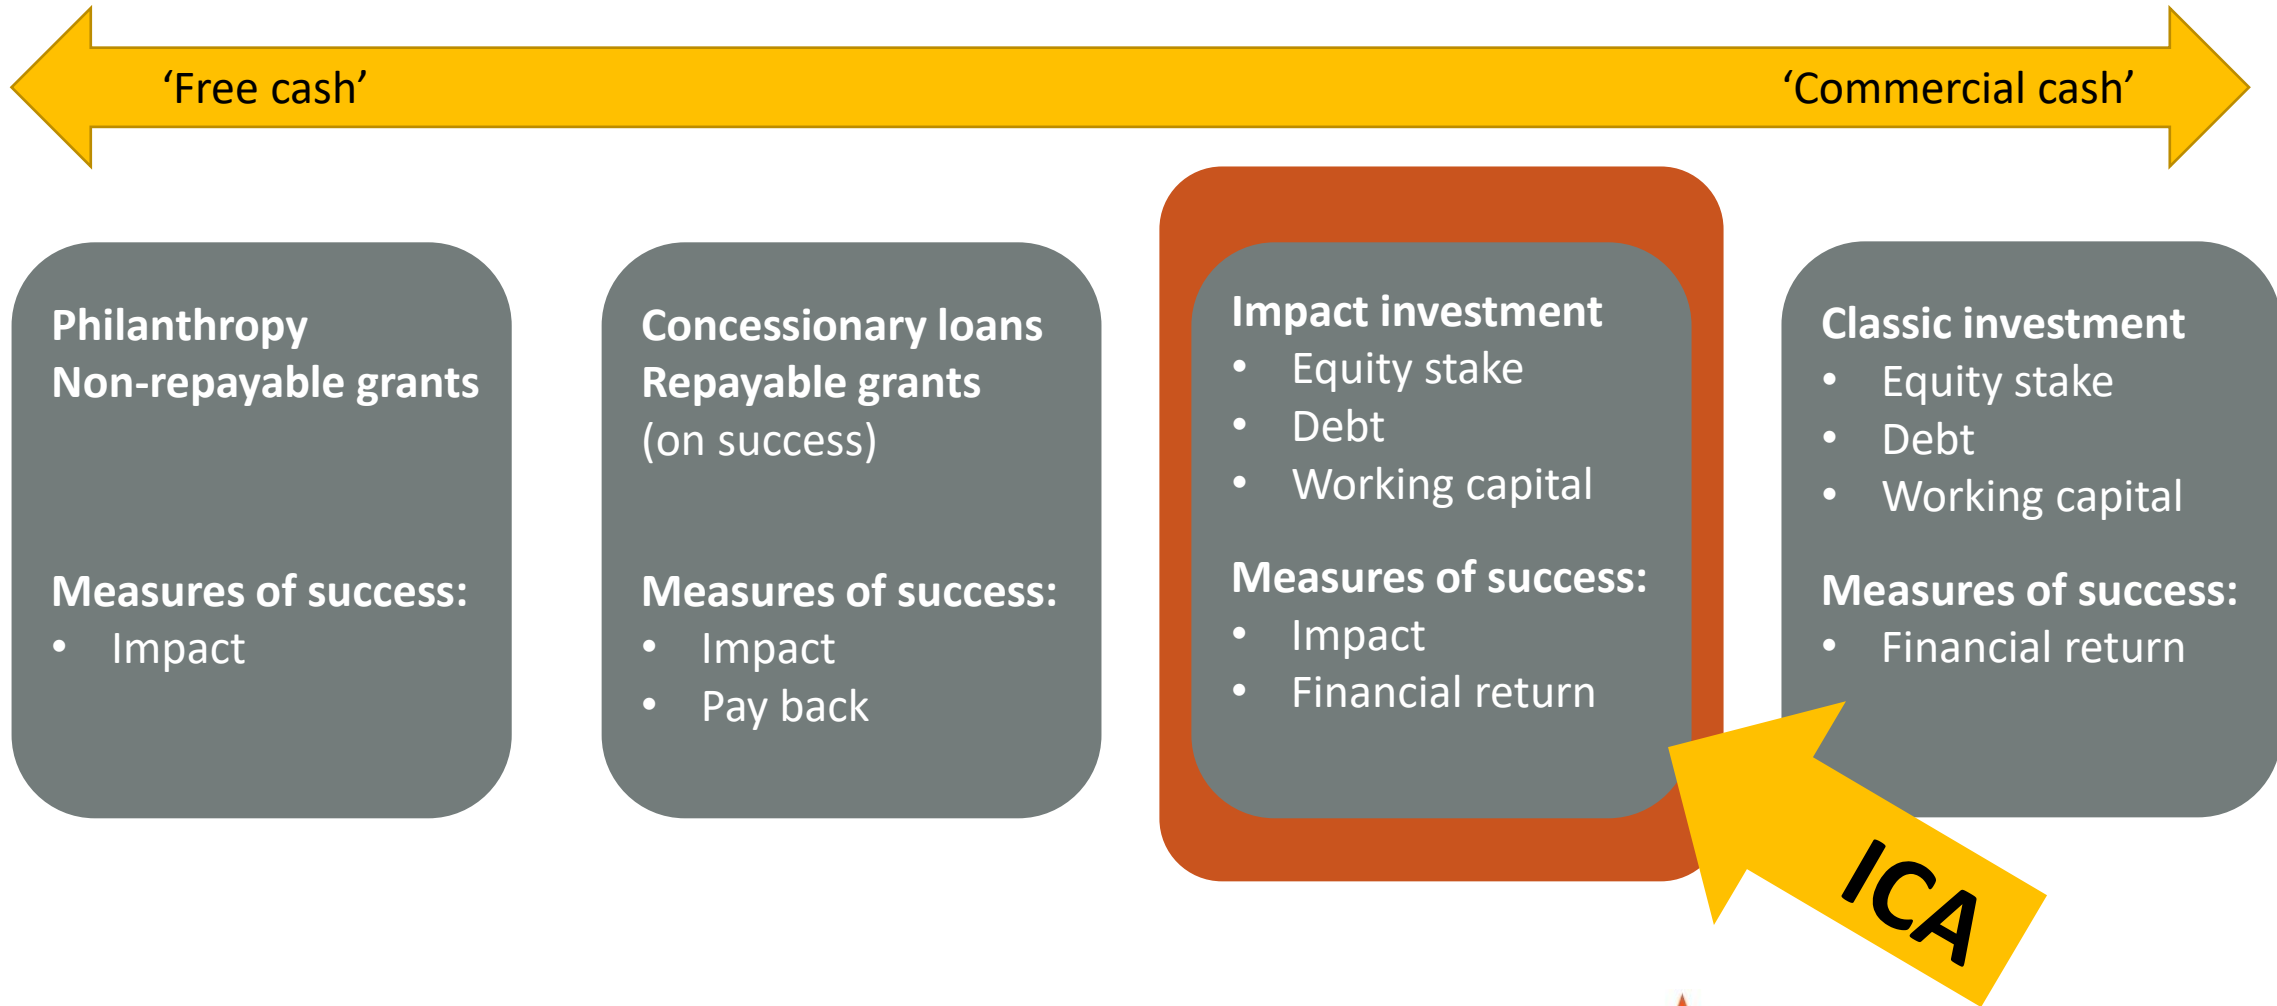 ‘Free cash’
‘Commercial cash’
Philanthropy
Non-repayable grants
Measures of success:
• Impact
Concessionary loans
Repayable grants
(on success)
Measures of success:
• Impact
• Pay back
Impact investment
• Equity stake
• Debt
• Working capital
Measures of success:
• Impact
• Financial return
Classic investment
• Equity stake
• Debt
• Working capital
Measures of success:
• Financial return
ICA